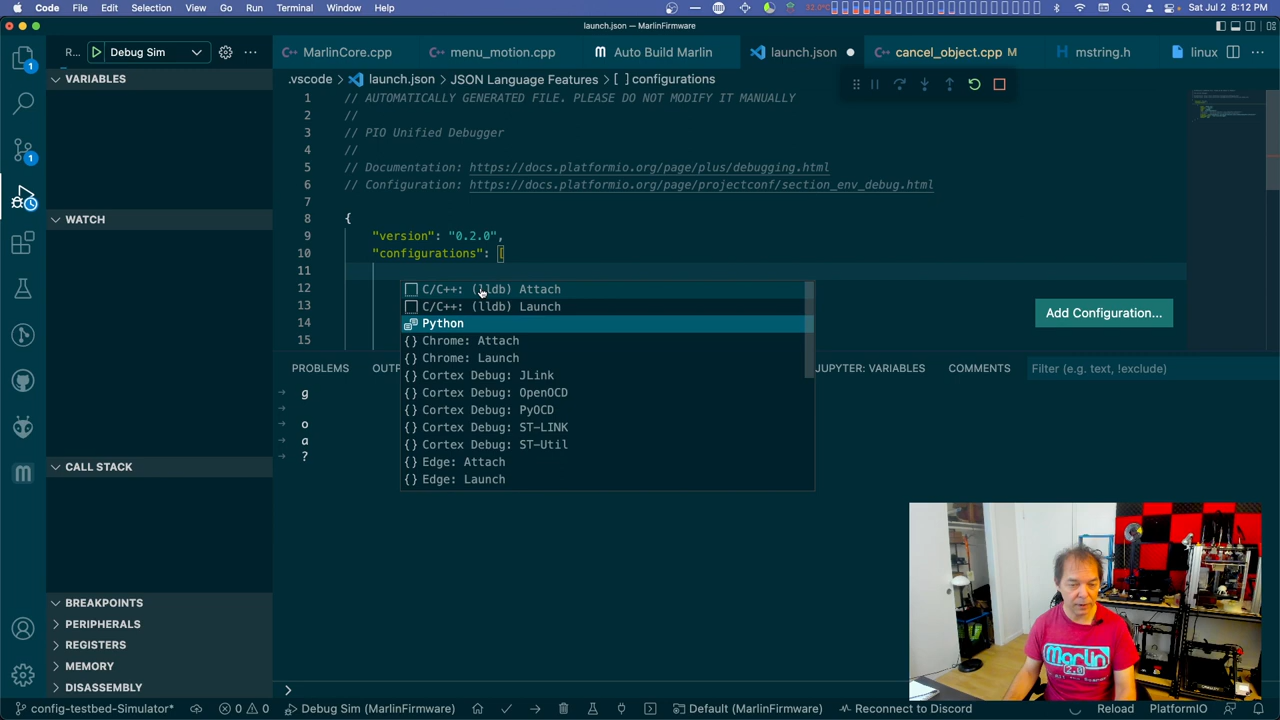 Code File Edit Selection View Go Run Terminal Window Help 32.0°C Sat Jul 2 8:12 PM
launch.json — MarlinFirmware
R... Debug Sim
MarlinCore.cpp menu_motion.cpp Auto Build Marlin launch.json cancel_object.cpp M mstring.h linux
VARIABLES
.vscode > launch.json > JSON Language Features > [ ] configurations
1 // AUTOMATICALLY GENERATED FILE. PLEASE DO NOT MODIFY IT MANUALLY
2 //
3 // PIO Unified Debugger
4 //
5 // Documentation: https://docs.platformio.org/page/plus/debugging.html
6 // Configuration: https://docs.platformio.org/page/projectconf/section_env_debug.html
7
8 {
9 "version": "0.2.0",
10 "configurations": [
11
12
13
14
15
WATCH
C/C++: (lldb) Attach
C/C++: (lldb) Launch
Python
{} Chrome: Attach
{} Chrome: Launch
{} Cortex Debug: JLink
{} Cortex Debug: OpenOCD
{} Cortex Debug: PyOCD
{} Cortex Debug: ST-LINK
{} Cortex Debug: ST-Util
{} Edge: Attach
{} Edge: Launch
Add Configuration...
PROBLEMS OUTP JUPYTER: VARIABLES COMMENTS Filter (e.g. text, !exclude)
g
o
a
?
CALL STACK
BREAKPOINTS
PERIPHERALS
REGISTERS
MEMORY
DISASSEMBLY
Marlin
config-testbed-Simulator* 0 0 Debug Sim (MarlinFirmware) Default (MarlinFirmware) Reconnect to Discord Reload PlatformIO